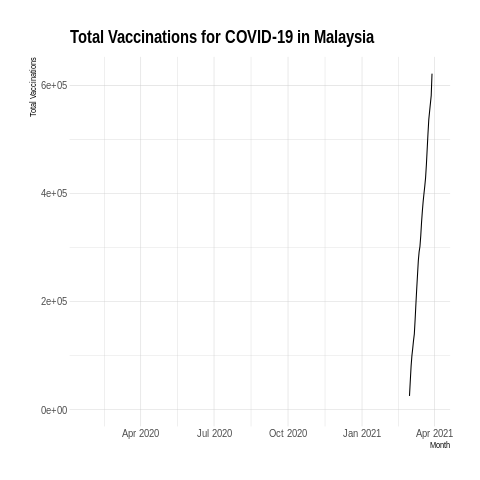 Total Vaccinations for COVID-19 in Malaysia
Total Vaccinations
6e+05
4e+05
2e+05
0e+00
Apr 2020 Jul 2020 Oct 2020 Jan 2021 Apr 2021
Month